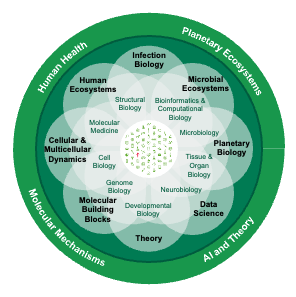 Human Health
Planetary Ecosystems
Infection
Biology
Human
Ecosystems
Microbial
Ecosystems
Structural
Biology
Bioinformatics &
Computational
Biology
Molecular
Medicine
Microbiology
Cellular &
Multicellular
Dynamics
Planetary
Biology
Cell
Biology
Tissue &
Organ
Biology
Genome
Biology
Neurobiology
Molecular
Building
Blocks
Developmental
Biology
Data
Science
Theory
Molecular Mechanisms
AI and Theory